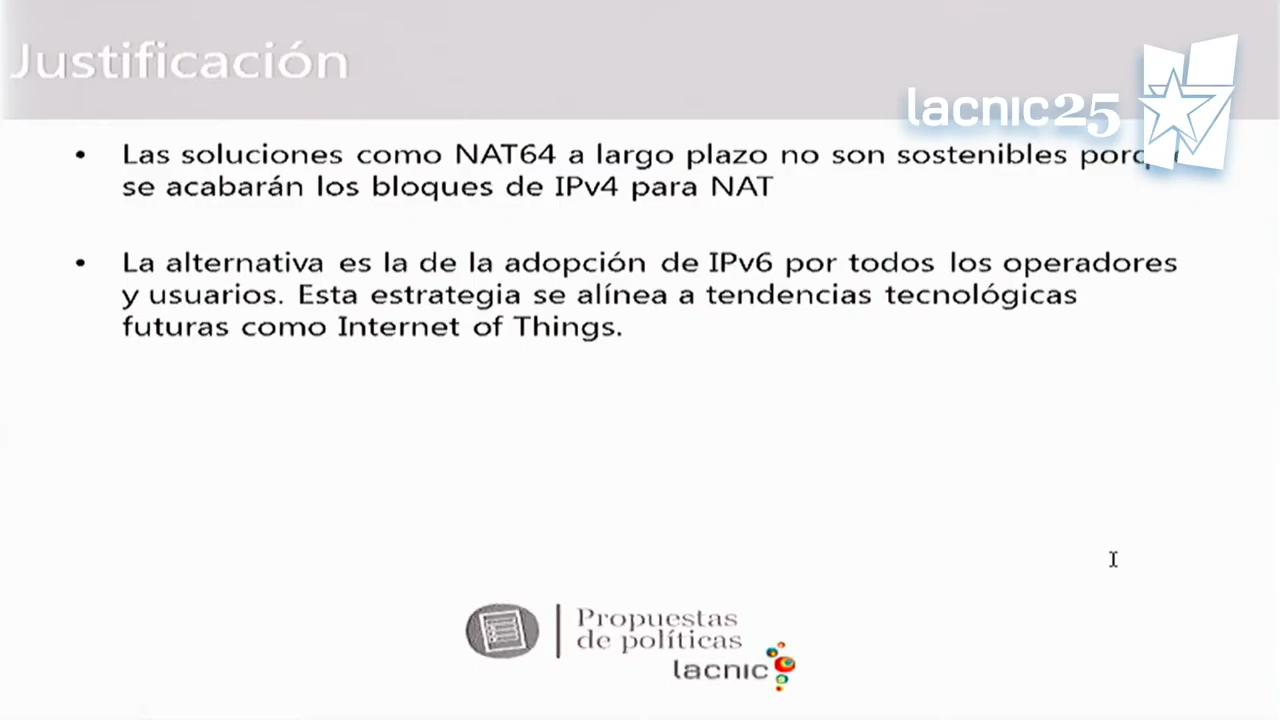 Justificación
lacnic25
• Las soluciones como NAT64 a largo plazo no son sostenibles
se acabarán los bloques de IPv4 para NAT
• La alternativa es la de la adopción de IPv6 por todos los operadores
y usuarios. Esta estrategia se alínea a tendencias tecnológicas
futuras como Internet of Things.
Propuestas
de políticas
lacnic